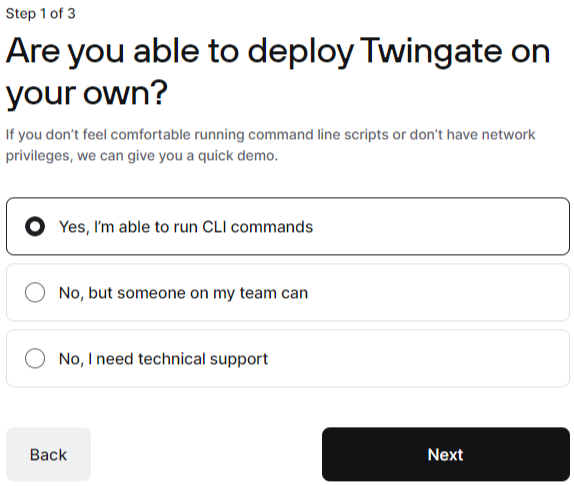 Step 1 of 3
Are you able to deploy Twingate on
your own?
If you don’t feel comfortable running command line scripts or don’t have network
privileges, we can give you a quick demo.
Yes, I’m able to run CLI commands
No, but someone on my team can
No, I need technical support
Back
Next